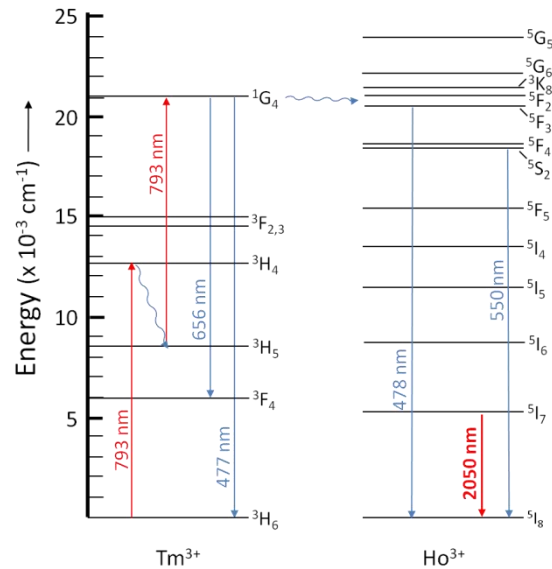 25
20
15
10
5
Energy (x 10⁻³ cm⁻¹)
¹G₄
³F₂,₃
³H₄
³H₅
³F₄
³H₆
793 nm
793 nm
656 nm
477 nm
Tm³⁺
⁵G₅
⁵G₆
³K₈
⁵F₂
⁵F₃
⁵F₄
⁵S₂
⁵F₅
⁵I₄
⁵I₅
⁵I₆
⁵I₇
⁵I₈
478 nm
2050 nm
550 nm
Ho³⁺